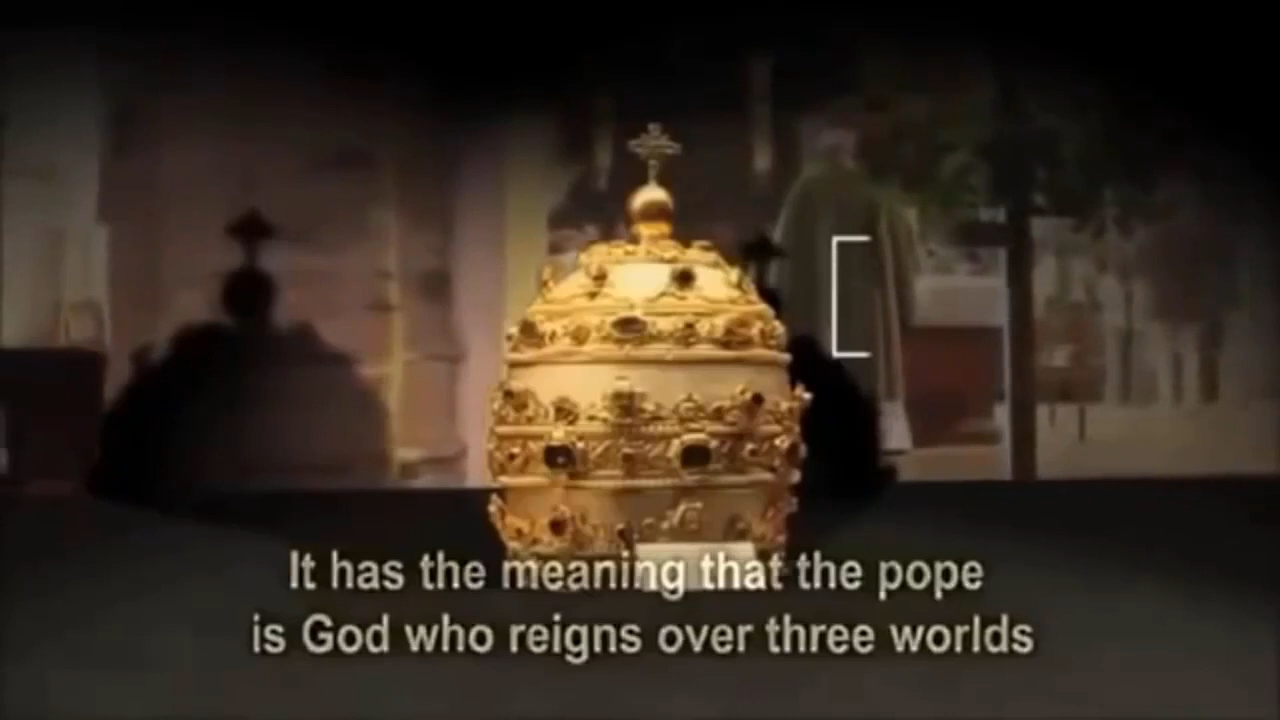 It has the meaning that the pope
is God who reigns over three worlds